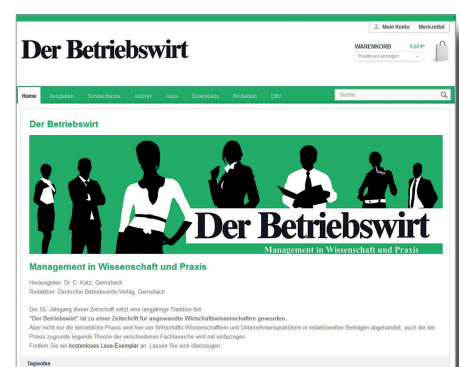 Mein Konto Merkzettel
Der Betriebswirt
WARENKORB 0,00 €*
Positionen anzeigen
Home Ausgaben Sonderdrucke Autoren Abos Downloads Redaktion DBV
Suche:
Der Betriebswirt
Der Betriebswirt
Management in Wissenschaft und Praxis
Management in Wissenschaft und Praxis
Herausgeber: Dr. C. Katz, Gernsbach
Redaktion: Deutscher Betriebswirte-Verlag, Gernsbach
Der 55. Jahrgang dieser Zeitschrift setzt eine langjährige Tradition fort.
"Der Betriebswirt" ist zu einer Zeitschrift für angewandte Wirtschaftswissenschaften geworden.
Aber nicht nur die betriebliche Praxis wird hier von Wirtschafts-Wissenschaftlern und Unternehmenspraktikern in redaktionellen Beiträgen abgehandelt, auch die der
Praxis zugrunde liegende Theorie der verschiedenen Fachbereiche wird mit einbezogen.
Fordern Sie ein kostenloses Lese-Exemplar an. Lassen Sie sich überzeugen.
Tagwolke